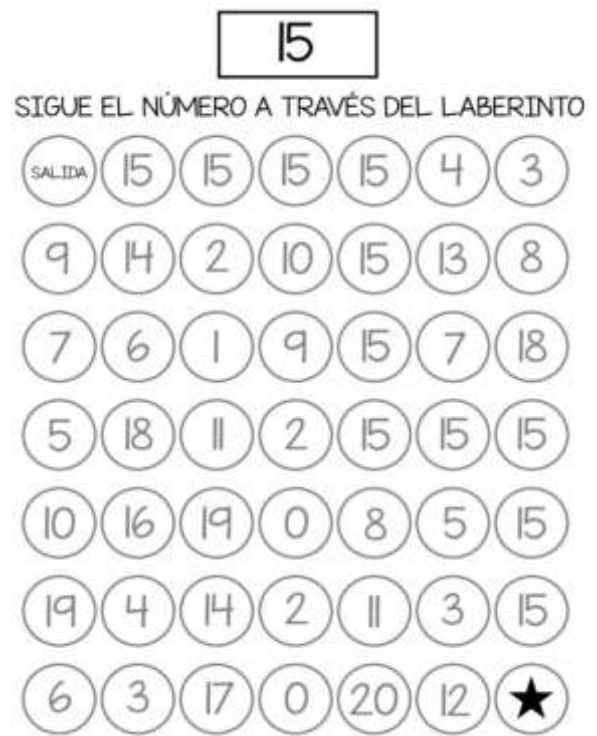 15
SIGUE EL NÚMERO A TRAVÉS DEL LABERINTO
SALIDA 15 15 15 15 4 3
9 14 2 10 15 13 8
7 6 1 9 15 7 18
5 18 11 2 15 15 15
10 16 19 0 8 5 15
19 4 14 2 11 3 15
6 3 17 0 20 12